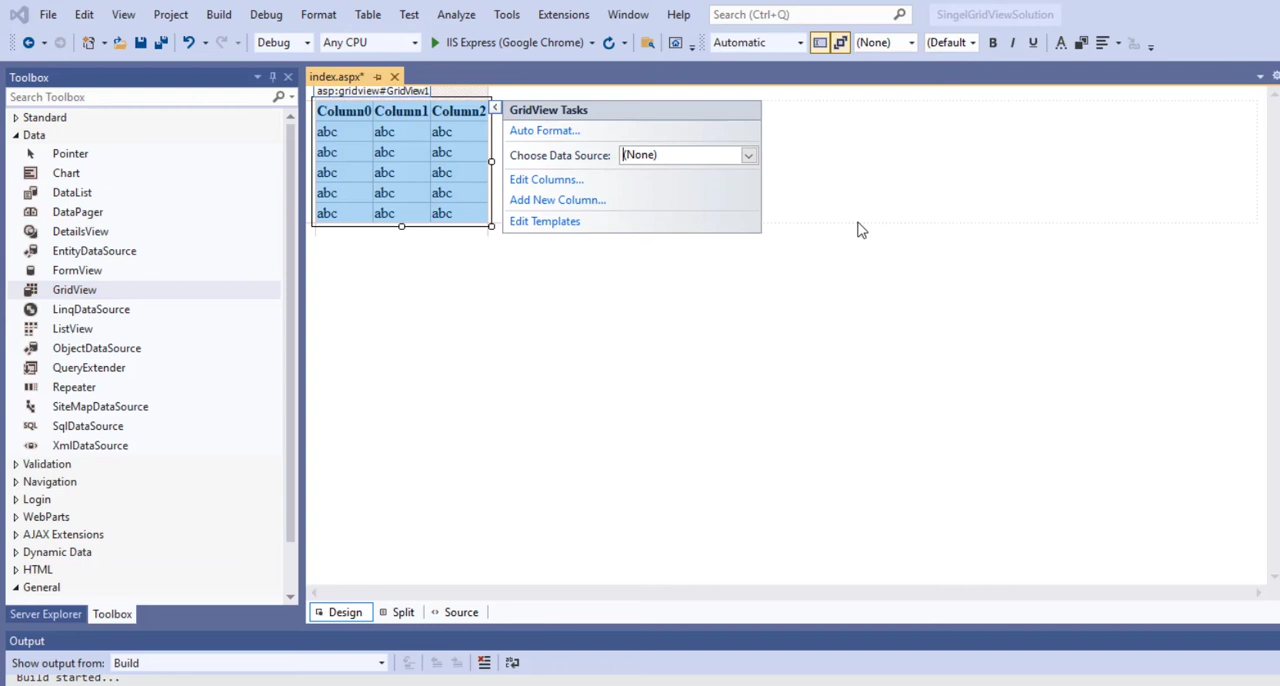 File Edit View Project Build Debug Format Table Test Analyze Tools Extensions Window Help Search (Ctrl+Q) SingelGridViewSolution
Debug Any CPU IIS Express (Google Chrome) Automatic (None) (Default B I U A
Toolbox
index.aspx*
Search Toolbox
asp:gridview#GridView1
Standard
Data
Pointer
Chart
DataList
DataPager
DetailsView
EntityDataSource
FormView
GridView
LinqDataSource
ListView
ObjectDataSource
QueryExtender
Repeater
SiteMapDataSource
SqlDataSource
XmlDataSource
Validation
Navigation
Login
WebParts
AJAX Extensions
Dynamic Data
HTML
General
Column0 Column1 Column2
abc abc abc
abc abc abc
abc abc abc
abc abc abc
abc abc abc
GridView Tasks
Auto Format...
Choose Data Source: (None)
Edit Columns...
Add New Column...
Edit Templates
Server Explorer Toolbox
Design Split Source
Output
Show output from: Build
Build started...